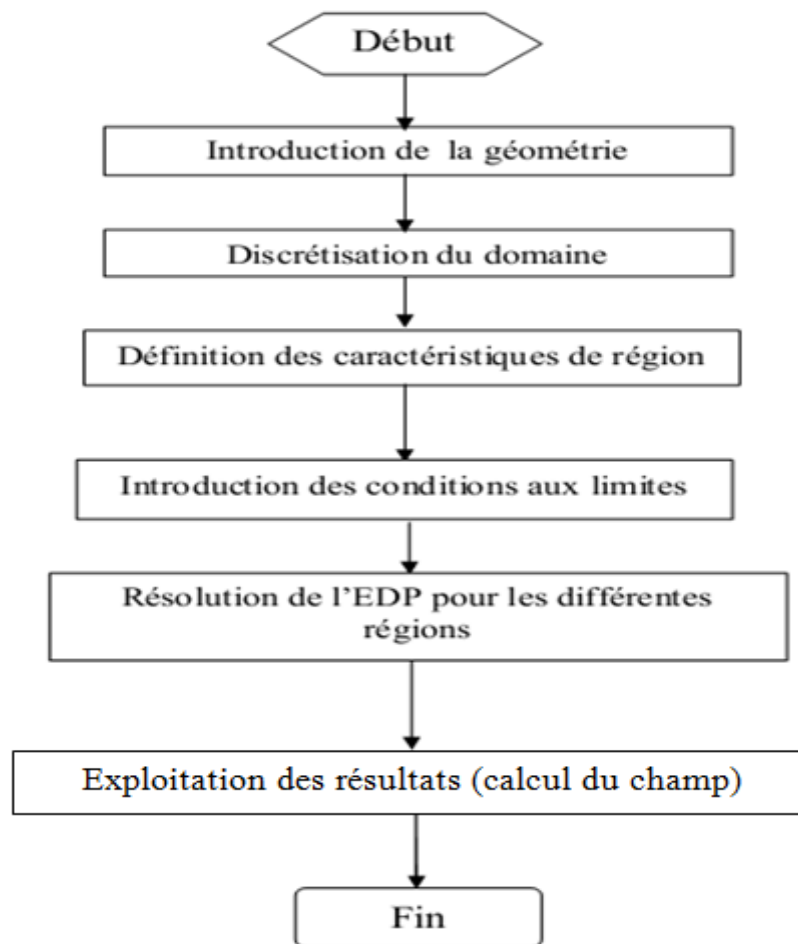 Début
Introduction de la géométrie
Discrétisation du domaine
Définition des caractéristiques de région
Introduction des conditions aux limites
Résolution de l'EDP pour les différentes
régions
Exploitation des résultats (calcul du champ)
Fin